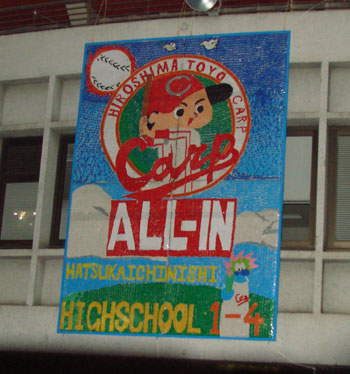 HIROSHIMA TOYO CARP
Carp
ALL-IN
HATSUKAICHINISHI
HIGHSCHOOL 1-4